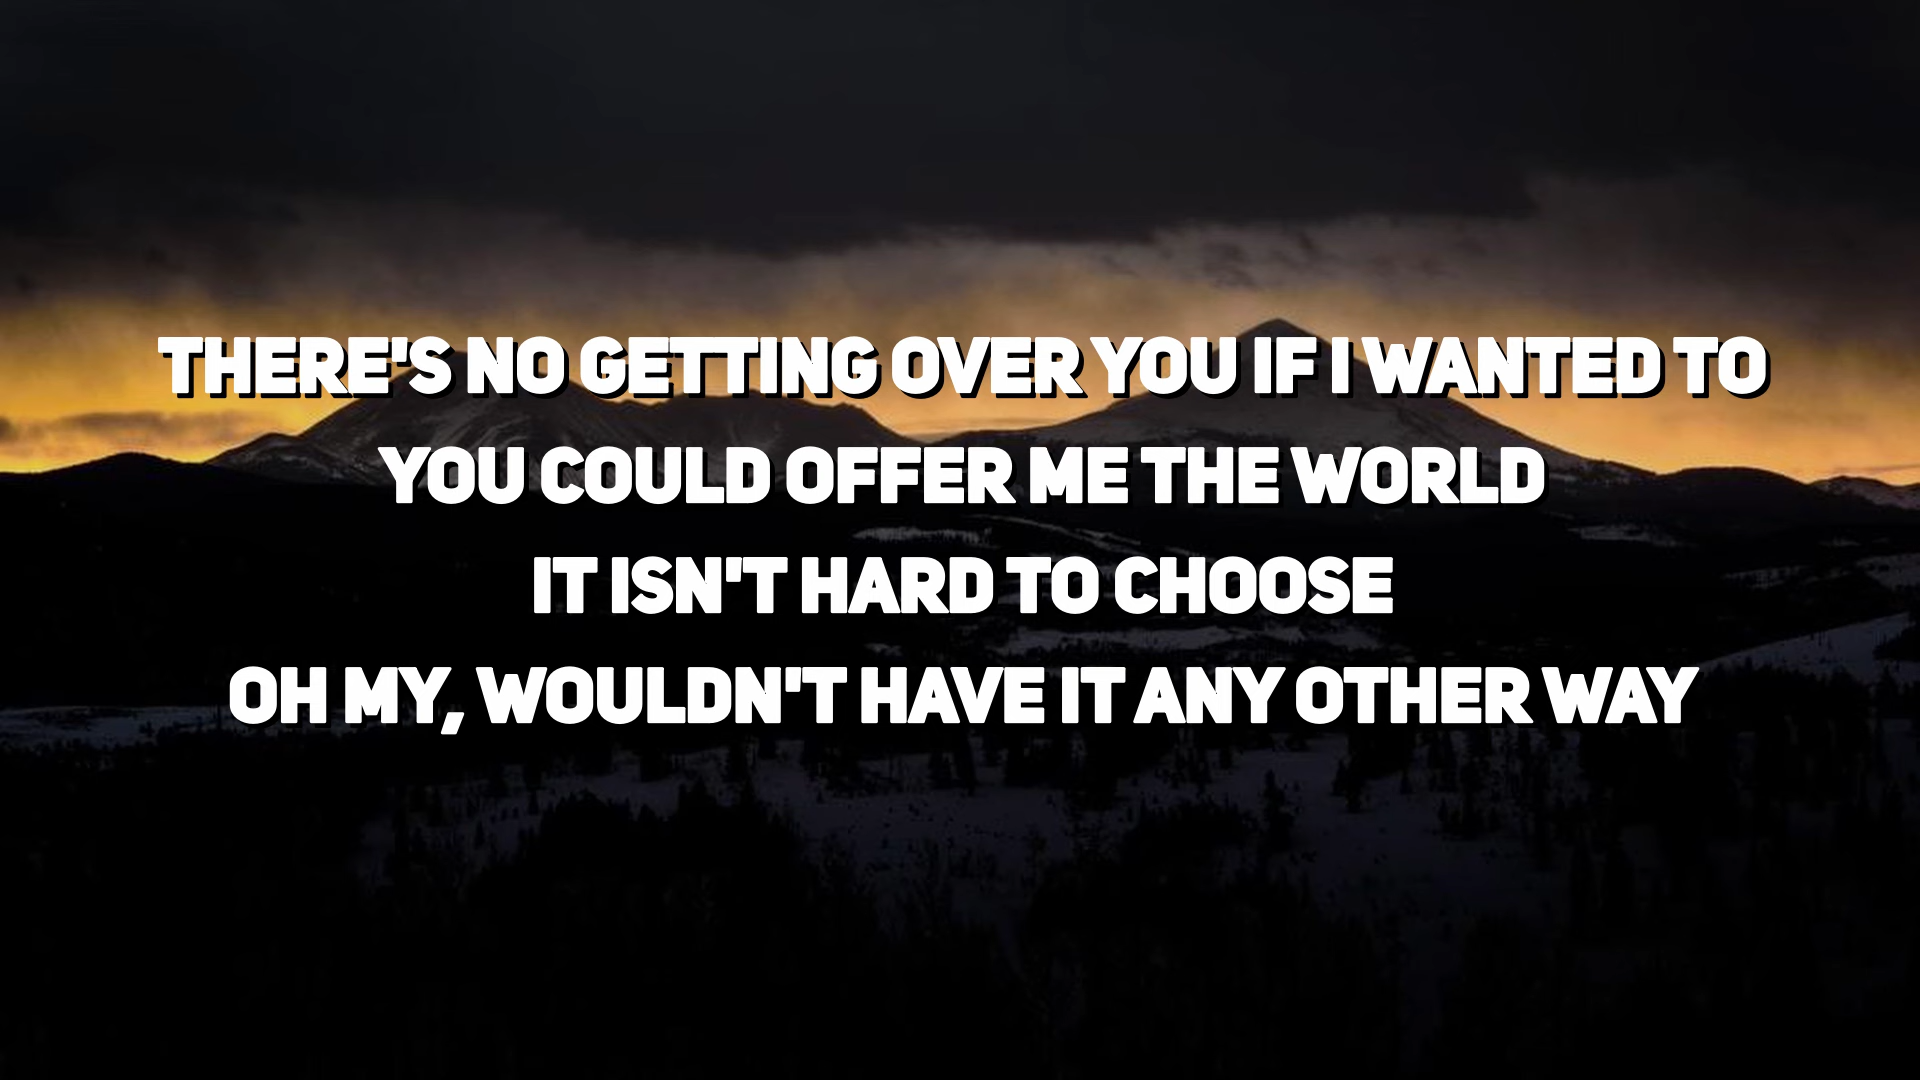 THERE'S NO GETTING OVER YOU IF I WANTED TO
YOU COULD OFFER ME THE WORLD
IT ISN'T HARD TO CHOOSE
OH MY, WOULDN'T HAVE IT ANY OTHER WAY